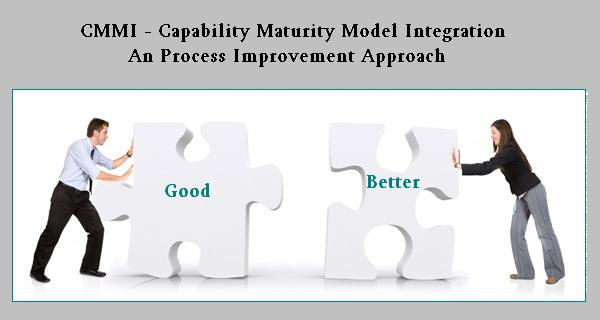 CMMI - Capability Maturity Model Integration
An Process Improvement Approach
Good
Better